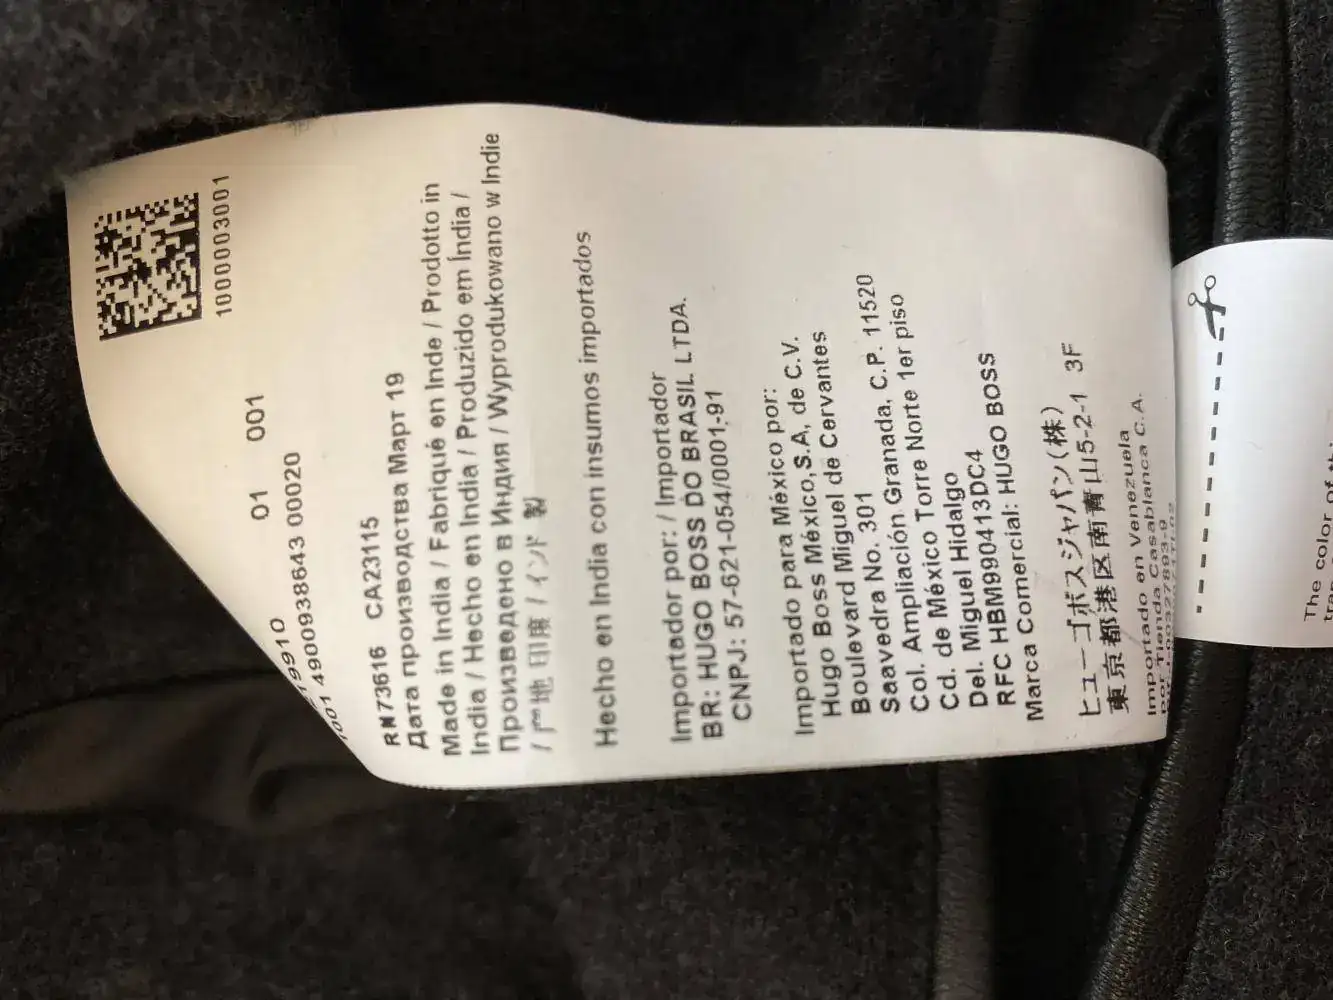 1000003001
01 001
4900938643 00020
RN73616 CA23115
Дата производства Март 19
Made in India / Fabriqué en Inde / Prodotto in
India / Hecho en India / Produzido em Índia /
Произведено в Индия / Wyprodukowano w Indie
/ 产地 印度 / インド 製
Hecho en India con insumos importados
Importador por: / Importador
BR: HUGO BOSS DO BRASIL LTDA.
CNPJ: 57-621-054/0001-91
Importado para México por:
Hugo Boss México,S.A, de C.V.
Boulevard Miguel de Cervantes
Saavedra No. 301
Col. Ampliación Granada, C.P. 11520
Cd. de México Torre Norte 1er piso
Del. Miguel Hidalgo
RFC HBM990413DC4
Marca Comercial: HUGO BOSS
ヒューゴボスジャパン(株)
東京都港区南青山5-2-1 3F
Importado en Venezuela
por Tienda Casablanca C.A.
The color of